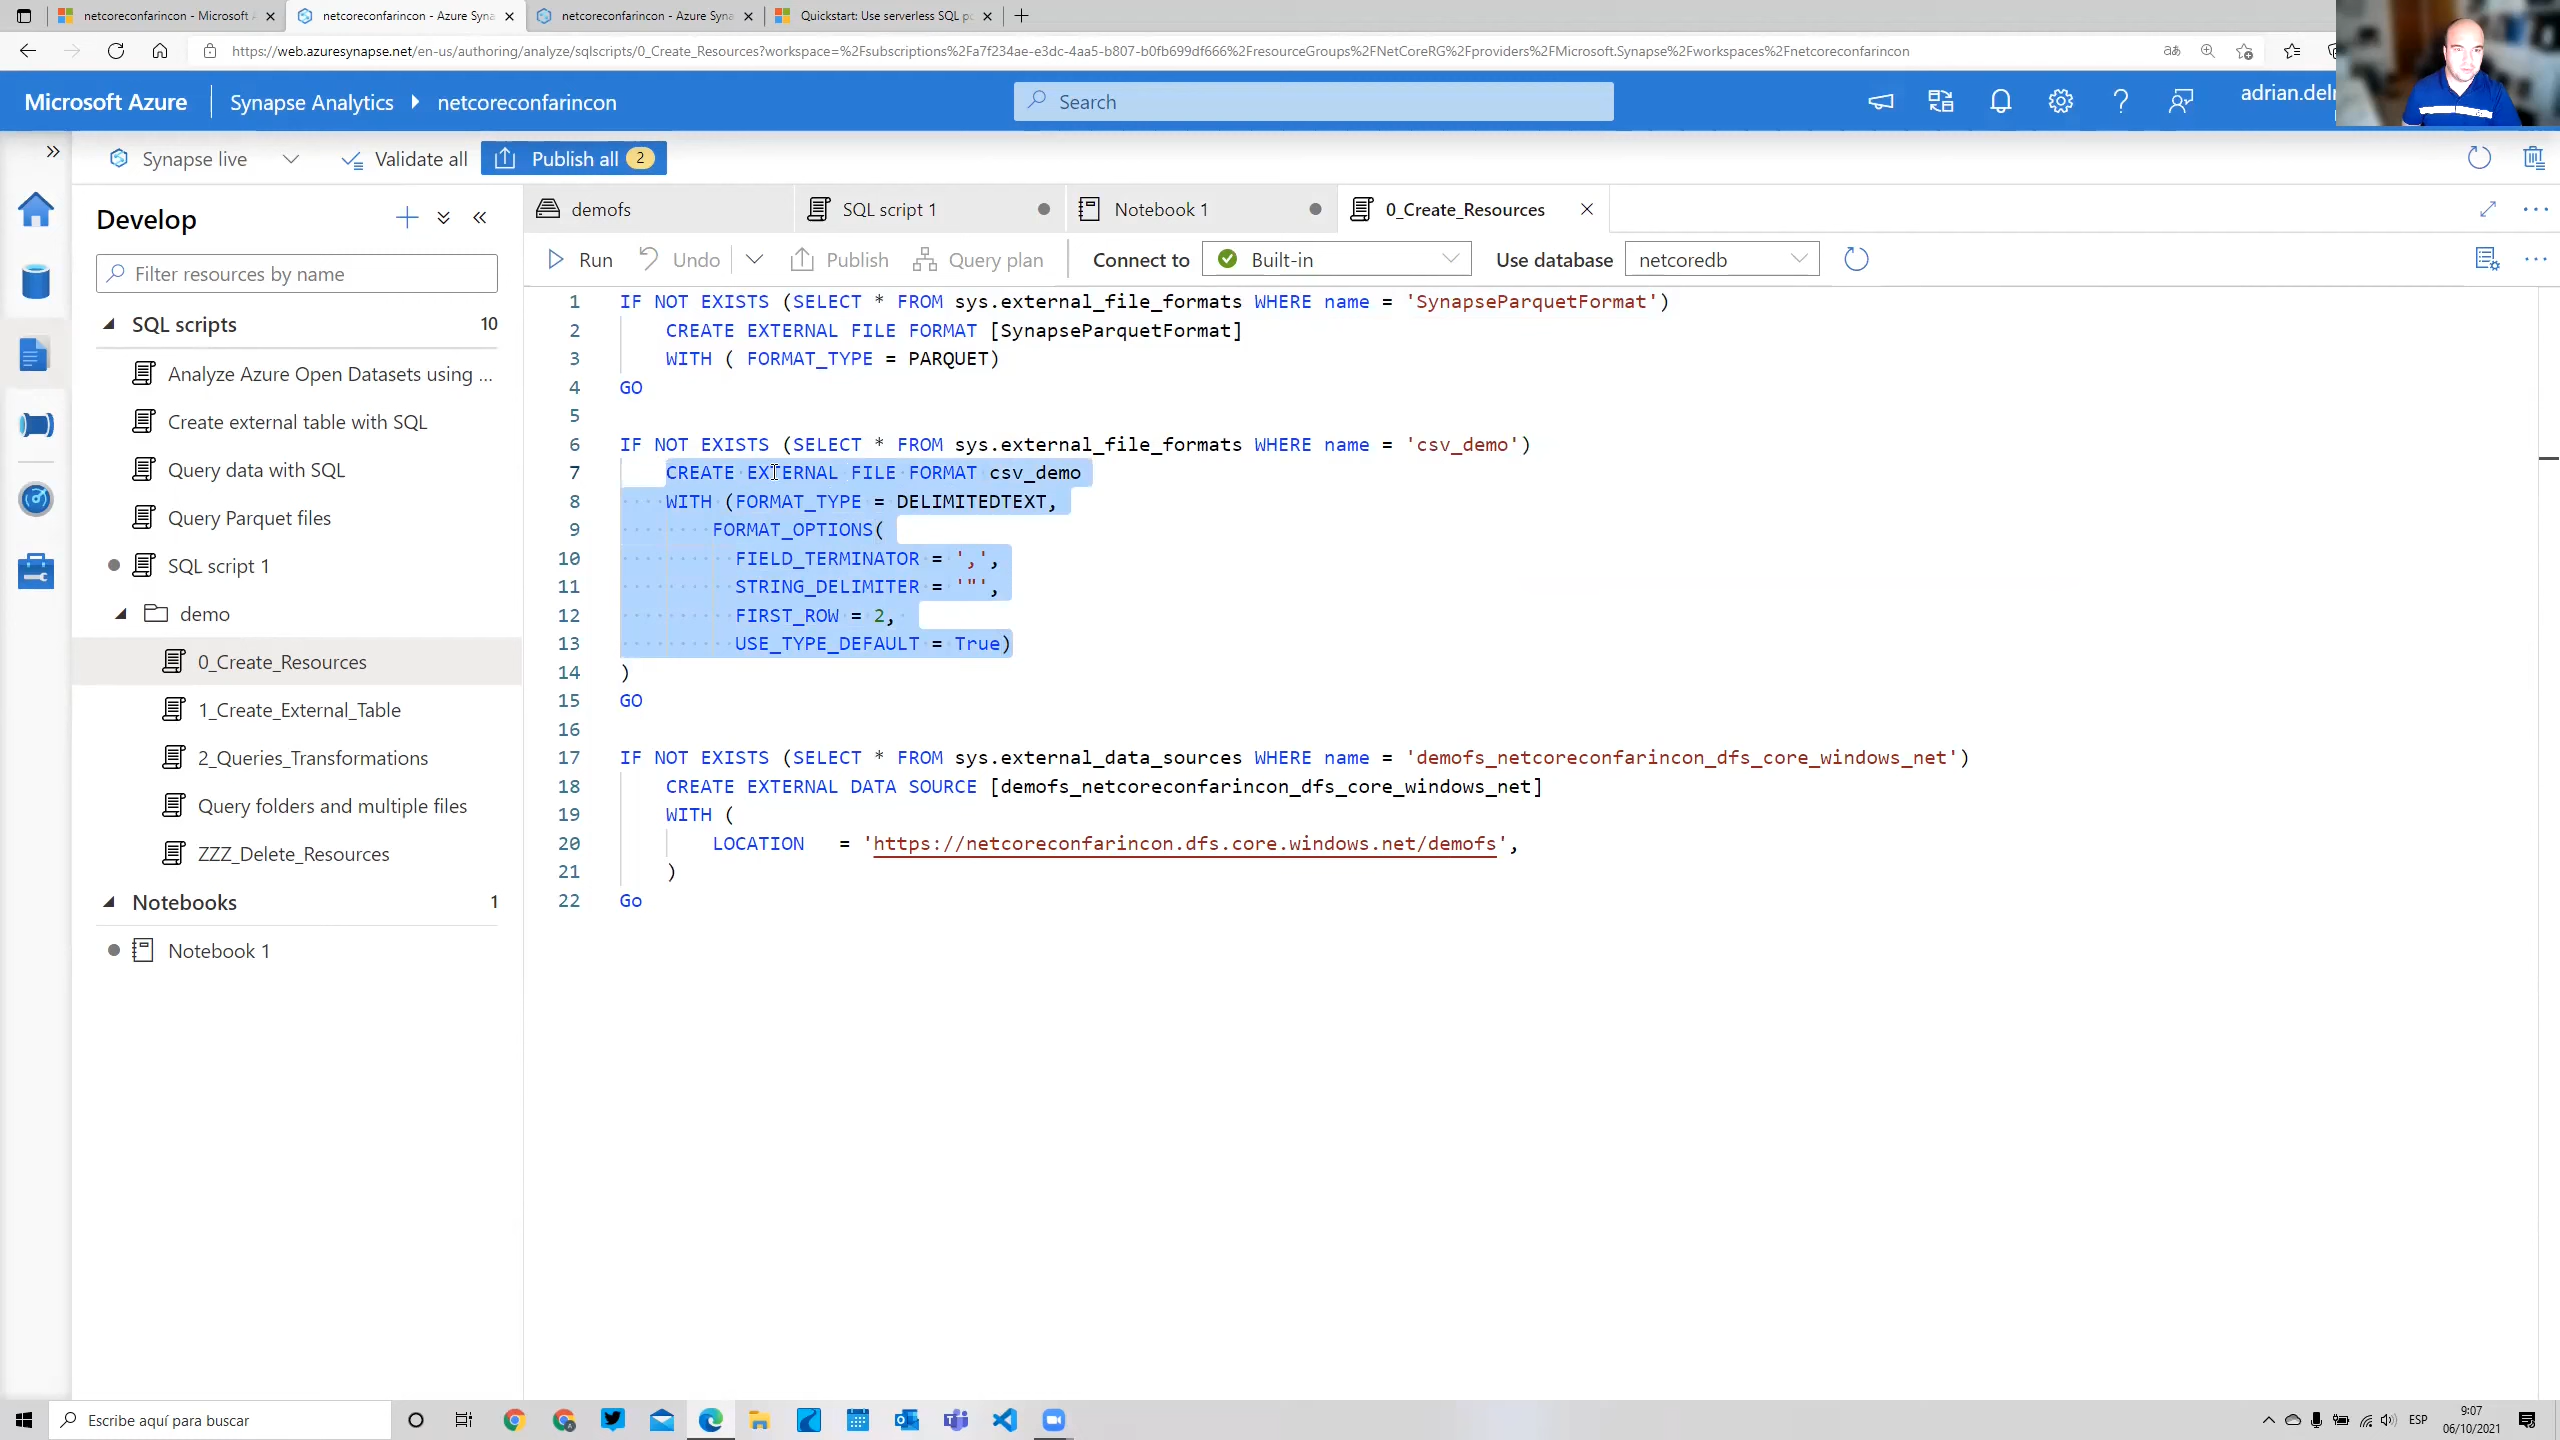 netcoreconfarincon - Microsoft A
netcoreconfarincon - Azure Syna
netcoreconfarincon - Azure Syna
Quickstart: Use serverless SQL po
https://web.azuresynapse.net/en-us/authoring/analyze/sqlscripts/0_Create_Resources?workspace=%2Fsubscriptions%2Fa7f234ae-e3dc-4aa5-b807-b0fb699df666%2FresourceGroups%2FNetCoreRG%2Fproviders%2FMicrosoft.Synapse%2Fworkspaces%2Fnetcoreconfarincon
Microsoft Azure
Synapse Analytics
netcoreconfarincon
Search
adrian.deln
Synapse live
Validate all
Publish all 2
Develop
Filter resources by name
SQL scripts 10
Analyze Azure Open Datasets using ...
Create external table with SQL
Query data with SQL
Query Parquet files
SQL script 1
demo
0_Create_Resources
1_Create_External_Table
2_Queries_Transformations
Query folders and multiple files
ZZZ_Delete_Resources
Notebooks 1
Notebook 1
demofs
SQL script 1
Notebook 1
0_Create_Resources
Run
Undo
Publish
Query plan
Connect to
Built-in
Use database
netcoredb
1 IF NOT EXISTS (SELECT * FROM sys.external_file_formats WHERE name = 'SynapseParquetFormat')
2 CREATE EXTERNAL FILE FORMAT [SynapseParquetFormat]
3 WITH ( FORMAT_TYPE = PARQUET)
4 GO
5
6 IF NOT EXISTS (SELECT * FROM sys.external_file_formats WHERE name = 'csv_demo')
7 CREATE EXTERNAL FILE FORMAT csv_demo
8 WITH (FORMAT_TYPE = DELIMITEDTEXT,
9 FORMAT_OPTIONS(
10 FIELD_TERMINATOR = ',',
11 STRING_DELIMITER = '"',
12 FIRST_ROW = 2,
13 USE_TYPE_DEFAULT = True)
14 )
15 GO
16
17 IF NOT EXISTS (SELECT * FROM sys.external_data_sources WHERE name = 'demofs_netcoreconfarincon_dfs_core_windows_net')
18 CREATE EXTERNAL DATA SOURCE [demofs_netcoreconfarincon_dfs_core_windows_net]
19 WITH (
20 LOCATION = 'https://netcoreconfarincon.dfs.core.windows.net/demofs',
21 )
22 Go
Escribe aquí para buscar
ESP
9:07
06/10/2021